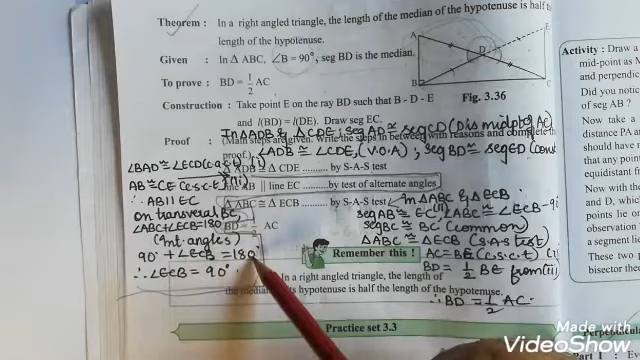 Theorem : In a right angled triangle, the length of the median of the hypotenuse is half the
length of the hypotenuse.
Given : In Δ ABC, ∠B = 90°, seg BD is the median.
To prove : BD = 1/2 AC
Construction : Take point E on the ray BD such that B - D - E
and l(BD) = l(DE). Draw seg EC.
A
D
E
B
C
Fig. 3.36
Proof : (Main steps are given. Write the steps in between with reasons and complete the
proof.)
In ΔADB & ΔCDE, seg AD ≅ seg CD (D is midpt of AC)
∠ADB ≅ ∠CDE, (V.O.A), seg BD ≅ seg ED (const
Δ ADB ≅ Δ CDE .......... by S-A-S test
line AB || line EC ..........by test of alternate angles
Δ ABC ≅ Δ ECB .......... by S-A-S test
BD = AC
∠BAD ≅ ∠ECD (c.a.c.t) (i)
AB ≅ CE (c.s.c.t) (ii)
∴ AB || EC
on transversal BC
∠ABC + ∠ECB = 180
(Int. angles)
90° + ∠ECB = 180
∴ ∠ECB = 90°
In ΔABC & ΔECB
seg AB ≅ EC (ii), ∠ABC ≅ ∠ECB
seg BC ≅ BC (common)
ΔABC ≅ ΔECB (S.A.S test)
AC = BE (c.s.c.t)
BD = 1/2 BE from (ii)
∴ BD = 1/2 AC.
Remember this !
In a right angled triangle, the length of
the median its hypotenuse is half the length of the hypotenuse.
Practice set 3.3
Activity : Draw a
mid-point as M
and perpendic
Did you notic
of seg AB ?
Now take a
distance PA an
should have n
that any point
equidistant fr
Now with
and D, with
points lie o
observation
These two
bisector the
Part I
Made with
VideoShow